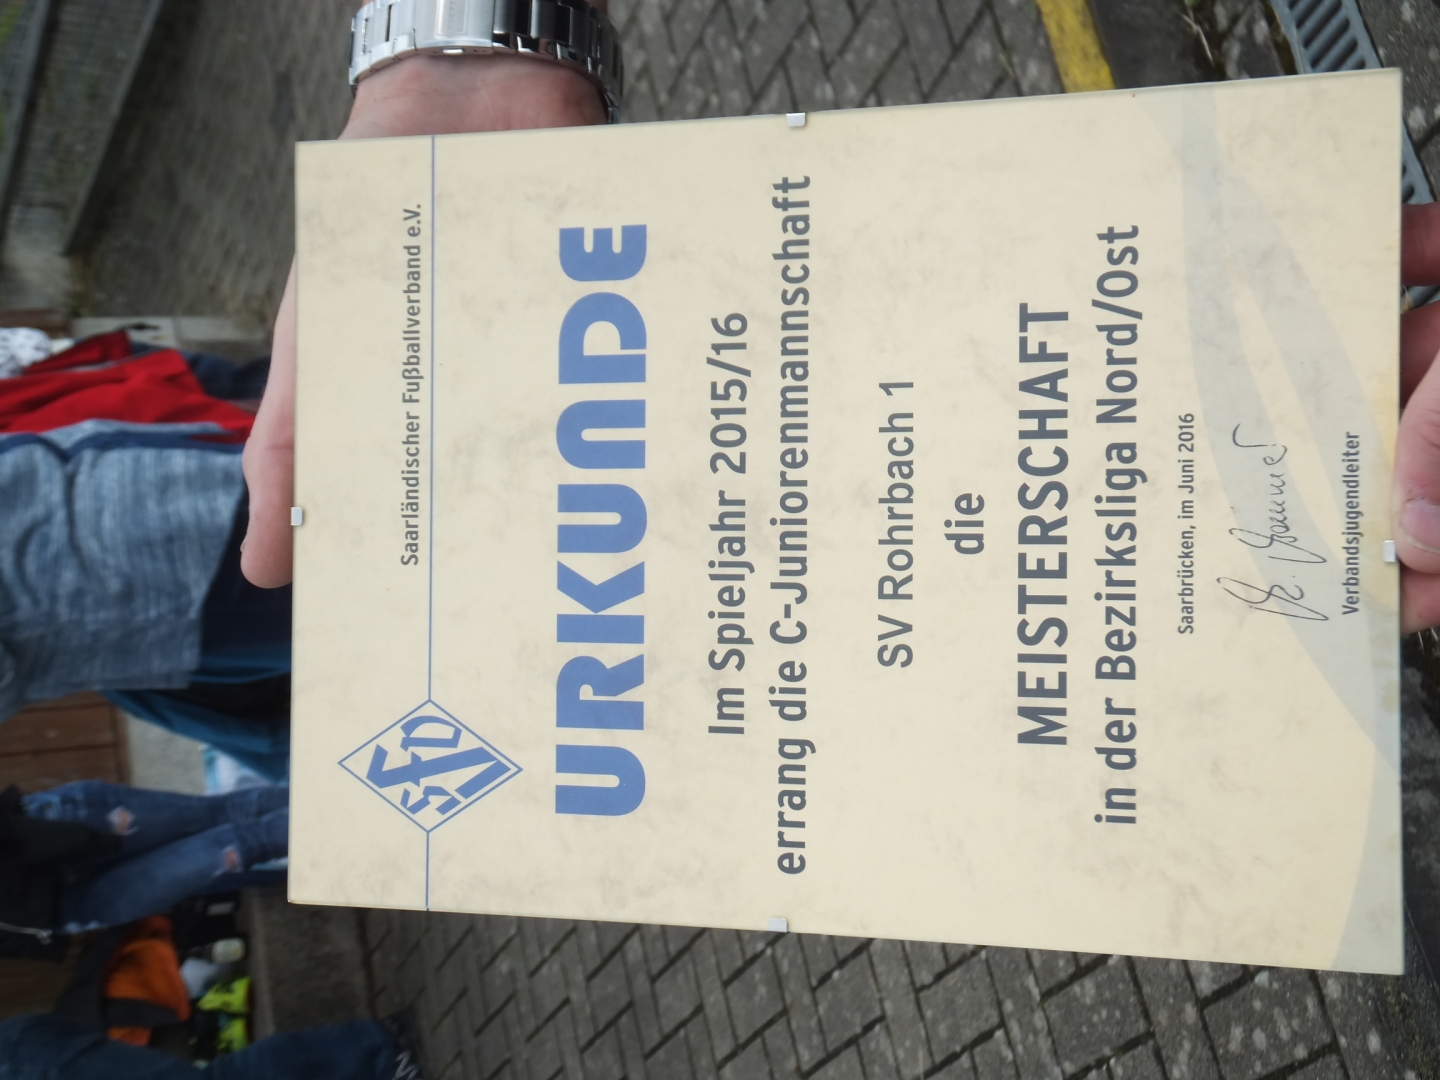 Saarländischer Fußballverband e.V.
SFV
URKUNDE
Im Spieljahr 2015/16
errang die C-Juniorenmannschaft
SV Rohrbach 1
die
MEISTERSCHAFT
in der Bezirksliga Nord/Ost
Saarbrücken, im Juni 2016
Verbandsjugendleiter